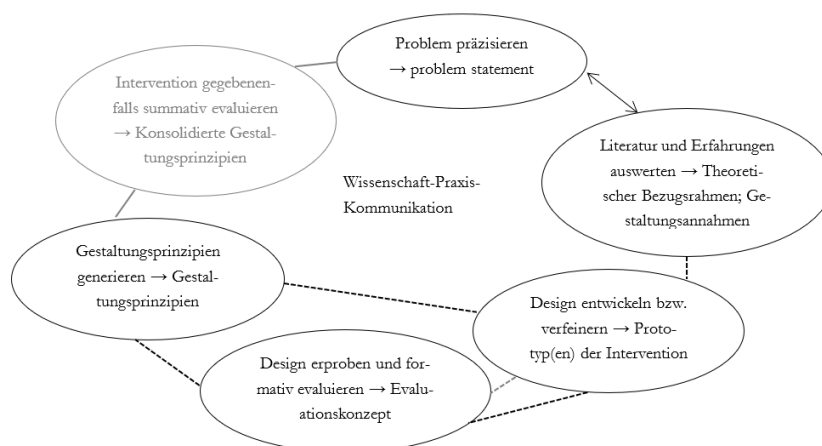 Problem präzisieren
→ problem statement
Intervention gegebenen-
falls summativ evaluieren
→ Konsolidierte Gestal-
tungsprinzipien
Literatur und Erfahrungen
auswerten → Theoreti-
scher Bezugsrahmen; Ge-
staltungsannahmen
Wissenschaft-Praxis-
Kommunikation
Gestaltungsprinzipien
generieren → Gestal-
tungsprinzipien
Design entwickeln bzw.
verfeinern → Proto-
typ(en) der Intervention
Design erproben und for-
mativ evaluieren → Evalu-
ationskonzept